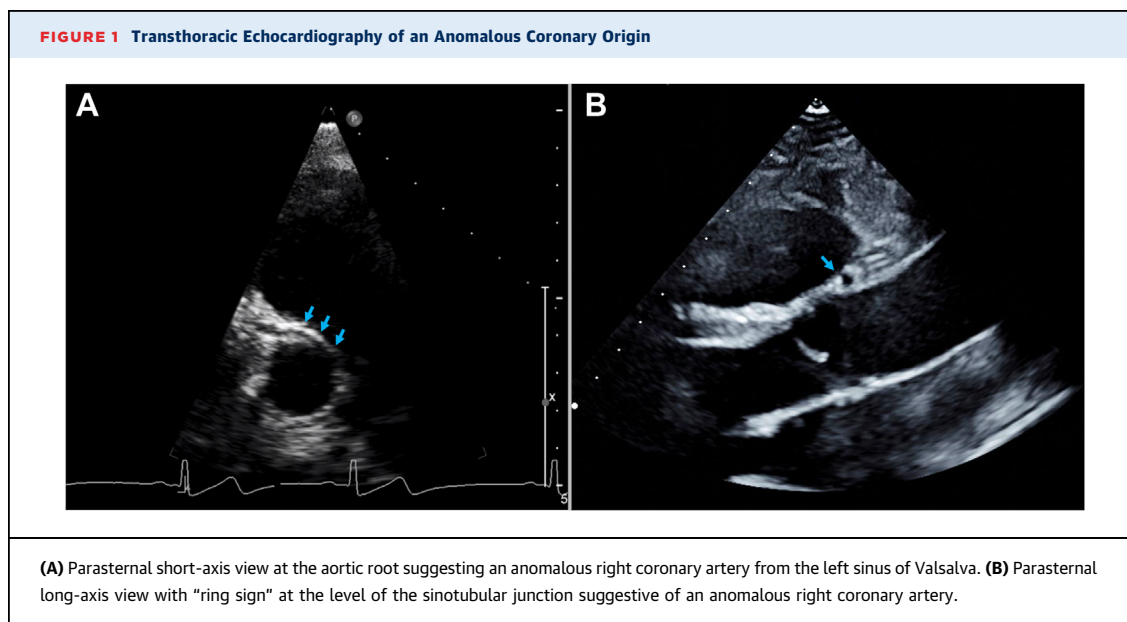 FIGURE 1 Transthoracic Echocardiography of an Anomalous Coronary Origin
A
P
B
x
5
(A) Parasternal short-axis view at the aortic root suggesting an anomalous right coronary artery from the left sinus of Valsalva. (B) Parasternal
long-axis view with “ring sign” at the level of the sinotubular junction suggestive of an anomalous right coronary artery.